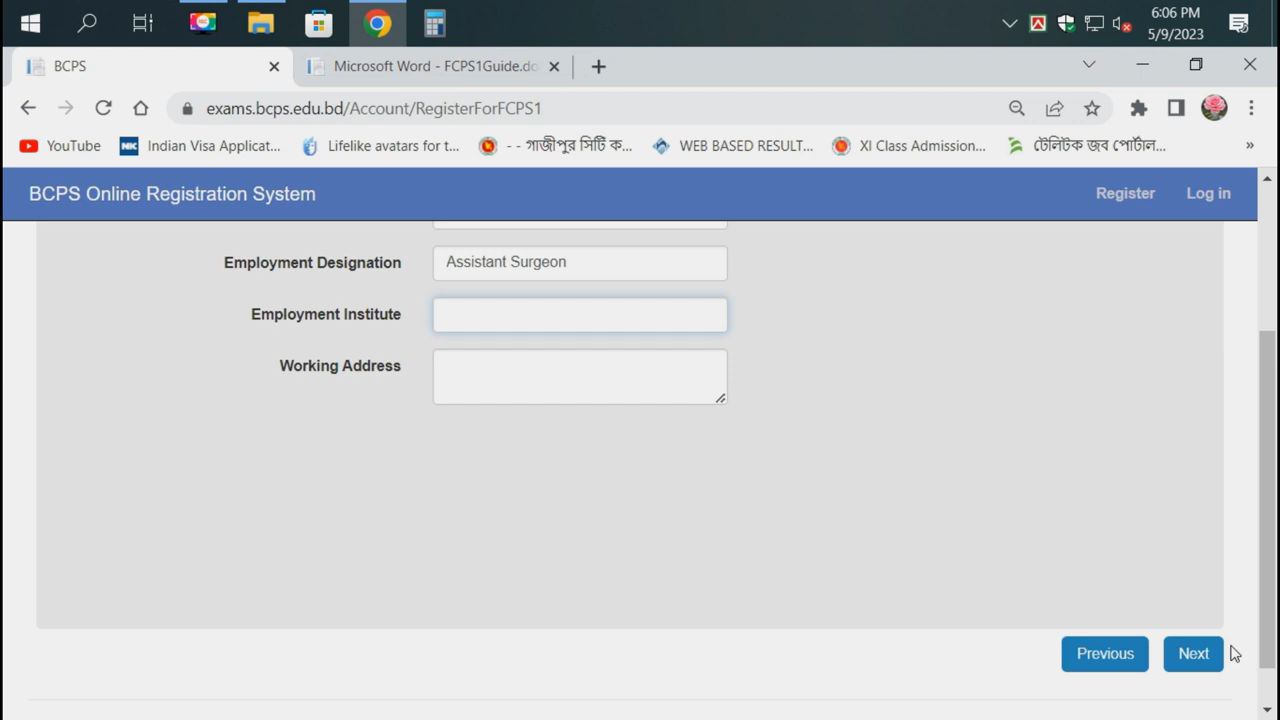 6:06 PM
5/9/2023
BCPS
Microsoft Word - FCPS1Guide.do
exams.bcps.edu.bd/Account/RegisterForFCPS1
YouTube
NK Indian Visa Applicat...
Lifelike avatars for t...
- - গাজীপুর সিটি ক...
WEB BASED RESULT...
XI Class Admission...
টেলিটক জব পোর্টাল...
»
BCPS Online Registration System
Register
Log in
Employment Designation
Assistant Surgeon
Employment Institute
Working Address
Previous
Next